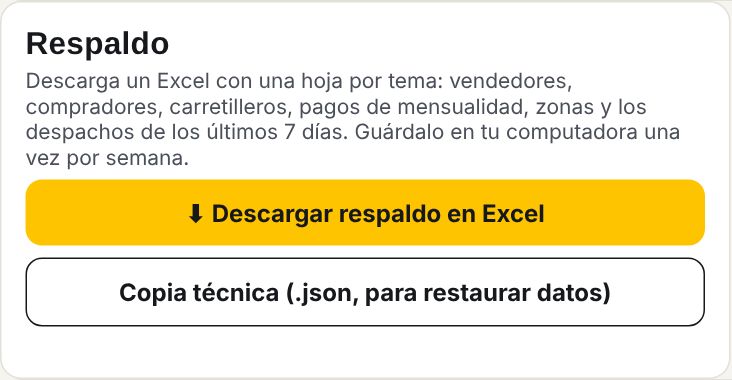 Respaldo
Descarga un Excel con una hoja por tema: vendedores,
compradores, carretilleros, pagos de mensualidad, zonas y los
despachos de los últimos 7 días. Guárdalo en tu computadora una
vez por semana.
⬇ Descargar respaldo en Excel
Copia técnica (.json, para restaurar datos)